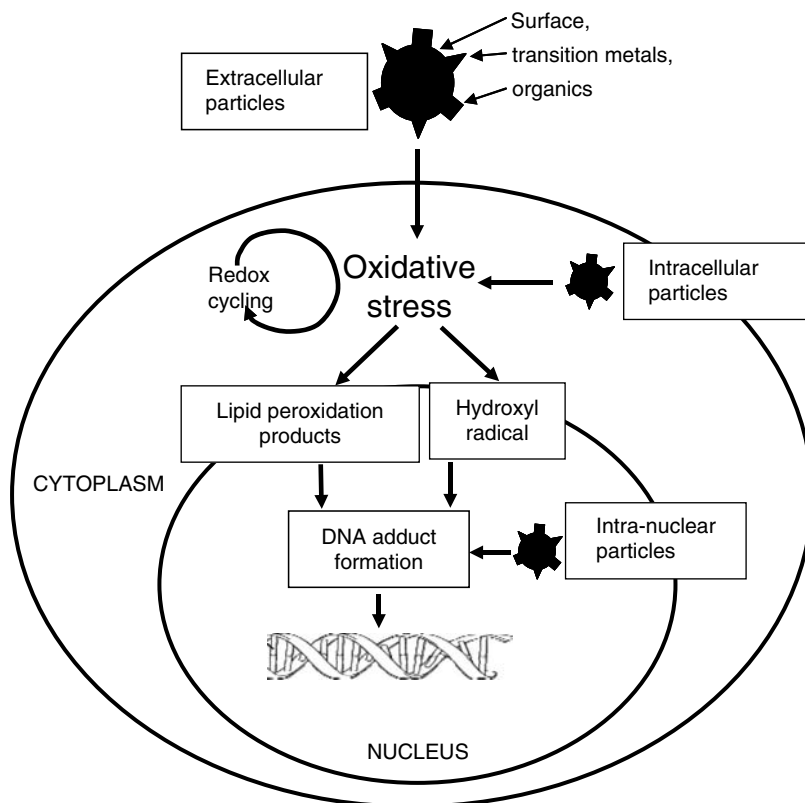 Surface,
transition metals,
organics
Extracellular
particles
Redox
cycling
Oxidative
stress
Intracellular
particles
Lipid peroxidation
products
Hydroxyl
radical
CYTOPLASM
DNA adduct
formation
Intra-nuclear
particles
NUCLEUS